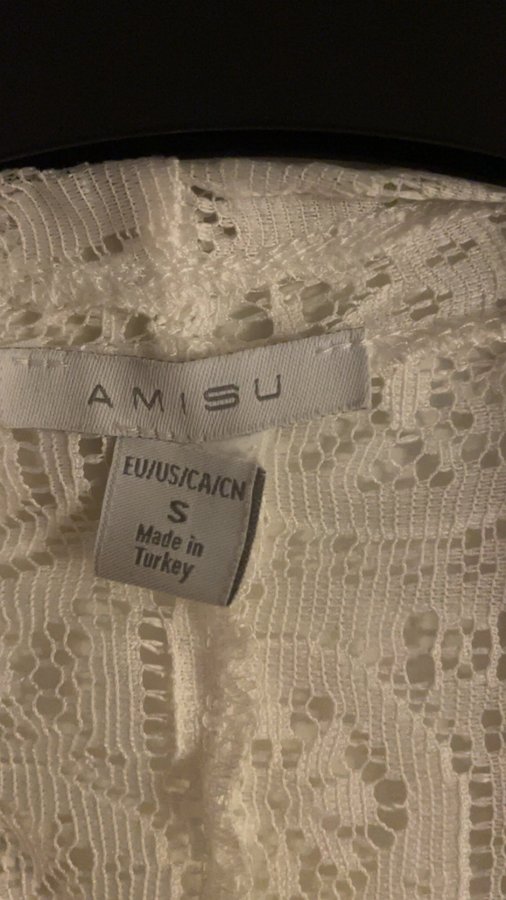 AMISU
EU/US/CA/CN
S
Made in
Turkey